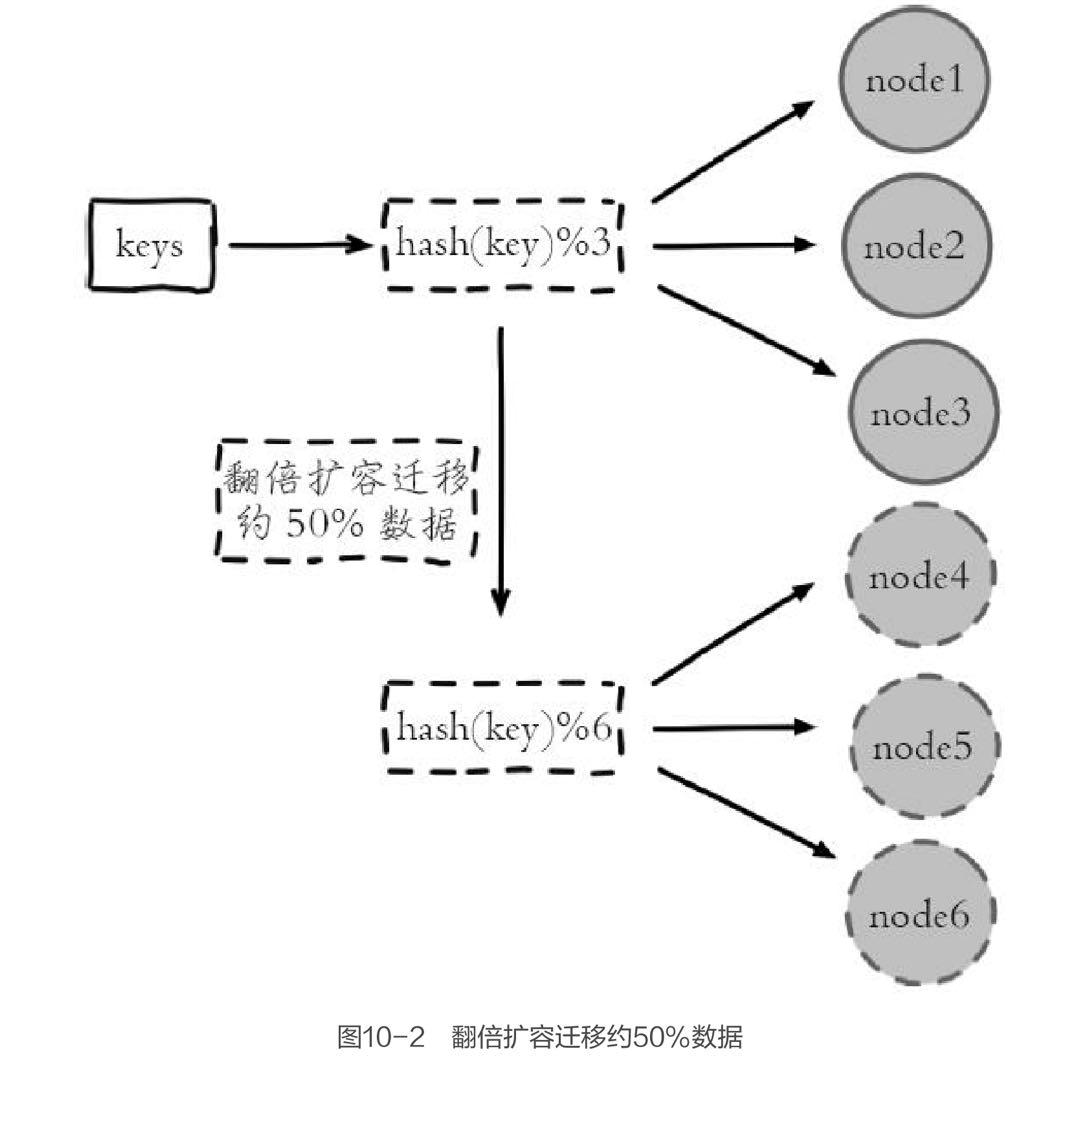 node1
keys
hash(key)%3
node2
node3
翻倍扩容迁移
约 50% 数据
node4
hash(key)%6
node5
node6
图10-2 翻倍扩容迁移约50%数据